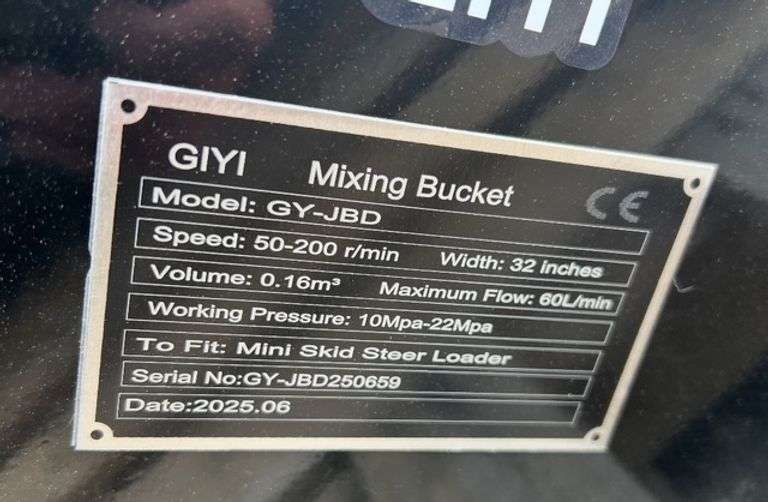 GIYI Mixing Bucket CE
Model: GY-JBD
Speed: 50-200 r/min Width: 32 inches
Volume: 0.16m³ Maximum Flow: 60L/min
Working Pressure: 10Mpa-22Mpa
To Fit: Mini Skid Steer Loader
Serial No:GY-JBD250659
Date:2025.06